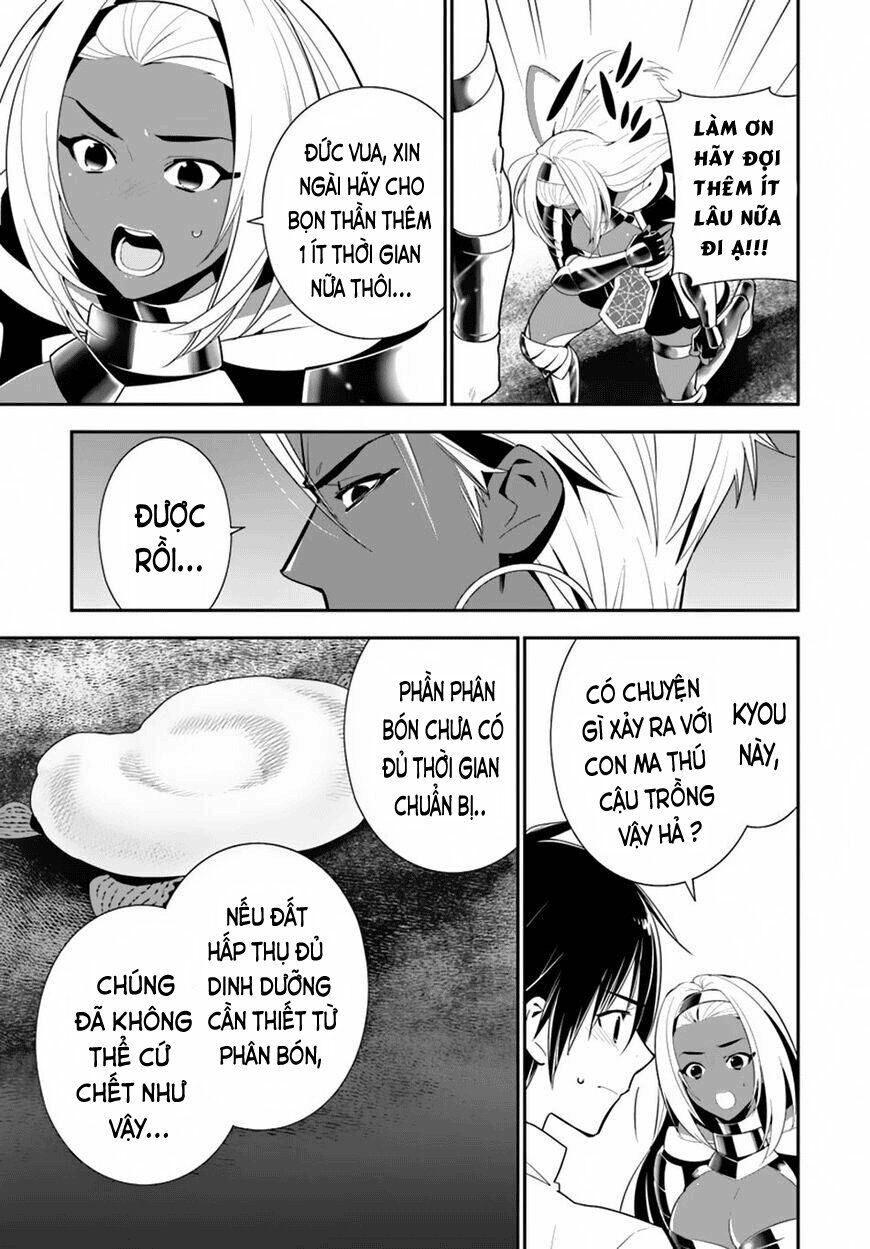 LÀM ƠN
HÃY ĐỢI
THÊM ÍT
LÂU NỮA
ĐI Ạ!!!
ĐỨC VUA, XIN
NGÀI HÃY CHO
BỌN THẦN THÊM
1 ÍT THỜI GIAN
NỮA THÔI...
ĐƯỢC
RỒI...
KYOU
NÀY,
CÓ CHUYỆN
GÌ XẢY RA VỚI
CON MA THÚ
CẬU TRỒNG
VẬY HẢ ?
PHẦN PHÂN
BÓN CHƯA CÓ
ĐỦ THỜI GIAN
CHUẨN BỊ..
NẾU ĐẤT
HẤP THỤ ĐỦ
DINH DƯỠNG
CẦN THIẾT TỪ
PHÂN BÓN,
CHÚNG
ĐÃ KHÔNG
THỂ CỨ
CHẾT NHƯ
VẬY...